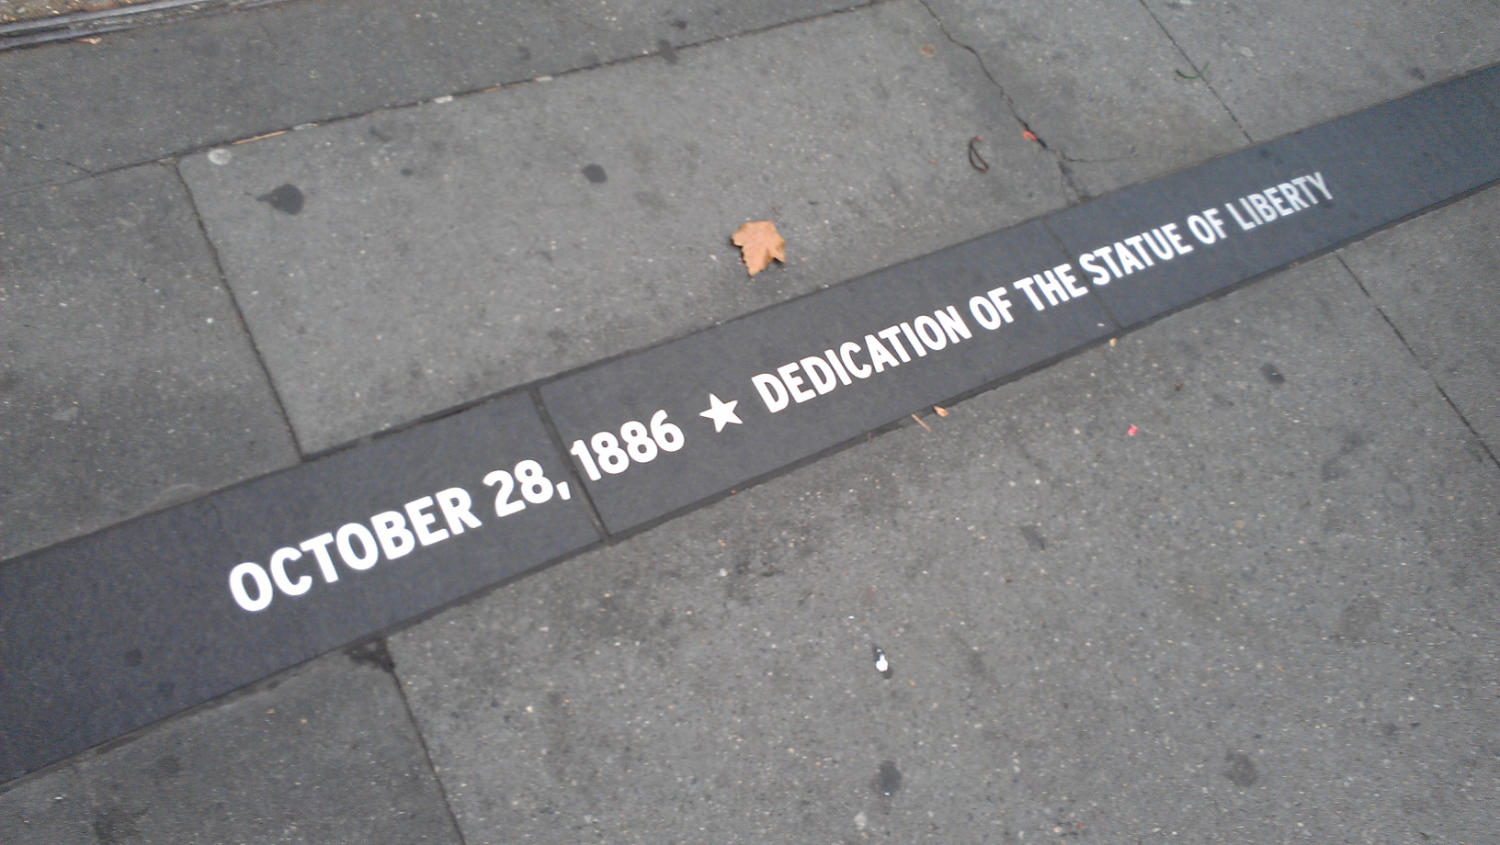 OCTOBER 28, 1886 ★ DEDICATION OF THE STATUE OF LIBERTY